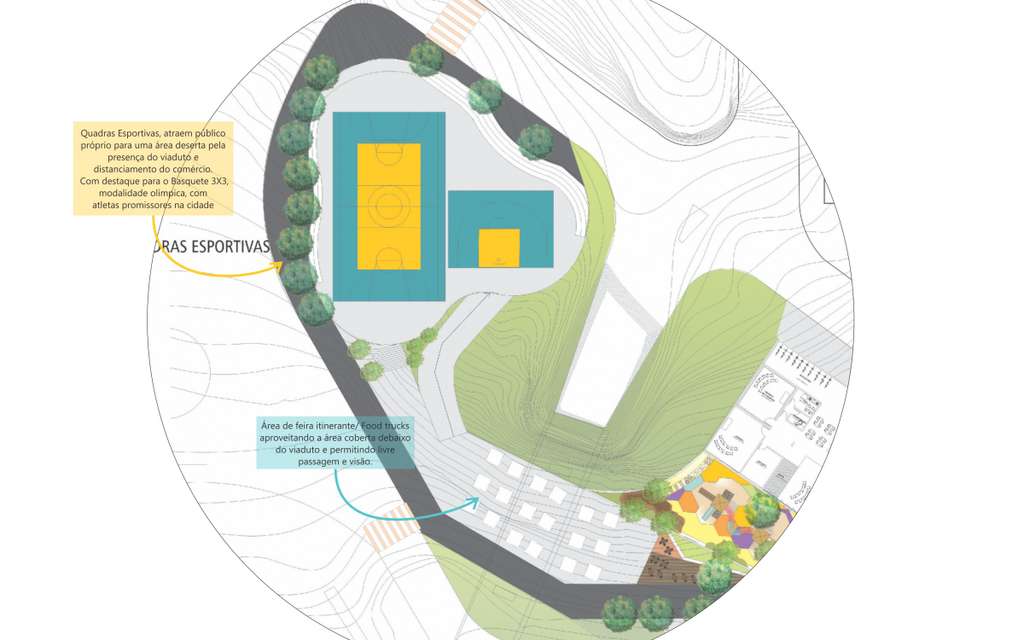 Quadras Esportivas, atraem público
próprio para uma área deserta pela
presença do viaduto e
distanciamento do comércio.
Com destaque para o Basquete 3X3,
modalidade olímpica, com
atletas promissores na cidade
DRAS ESPORTIVAS
Área de feira itinerante/ Food trucks
aproveitando a área coberta debaixo
do viaduto e permitindo livre
passagem e visão.